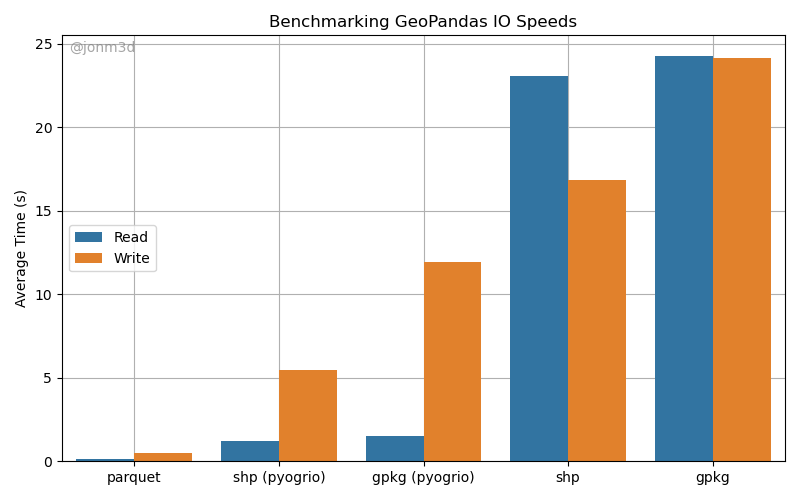 Benchmarking GeoPandas IO Speeds
@jonm3d
Average Time (s)
25
20
15
10
5
0
Read
Write
parquet
shp (pyogrio)
gpkg (pyogrio)
shp
gpkg